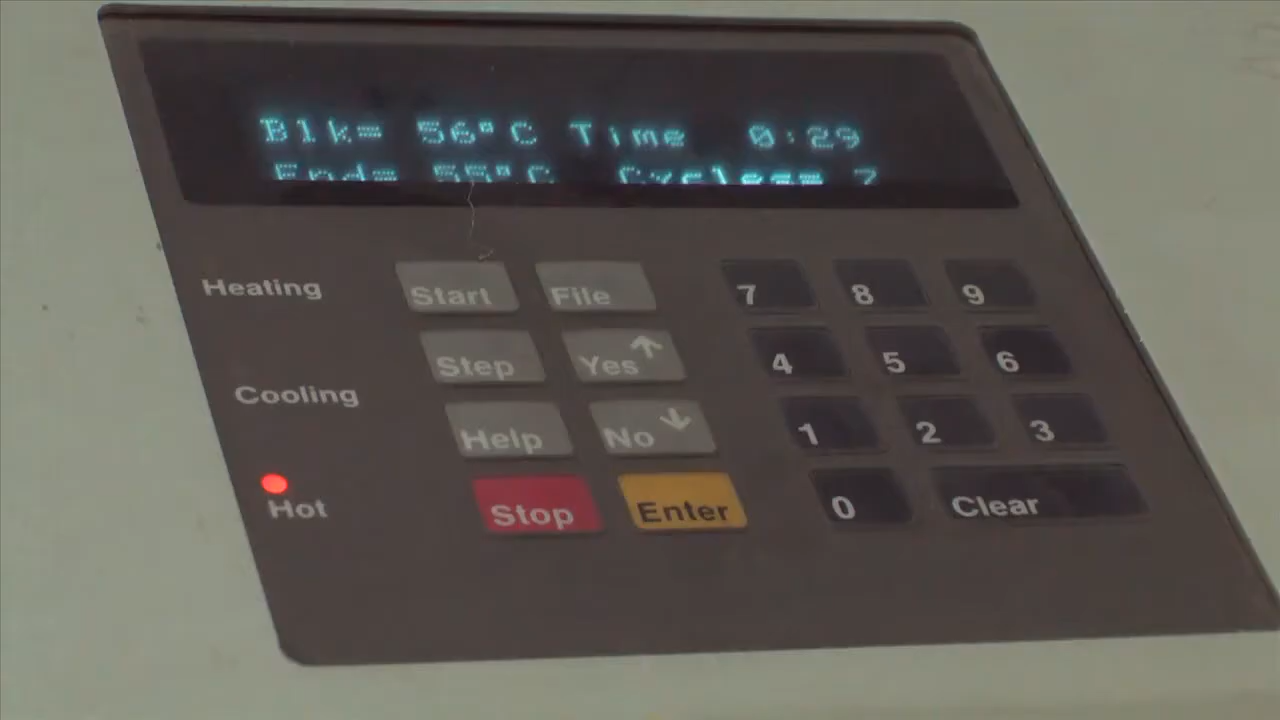 Blk= 56°C Time 0:29
End= 55°C Cycles= 7
Heating
Start File
7 8 9
Step Yes↑
4 5 6
Cooling
Help No↓
1 2 3
Hot
Stop Enter
0 Clear